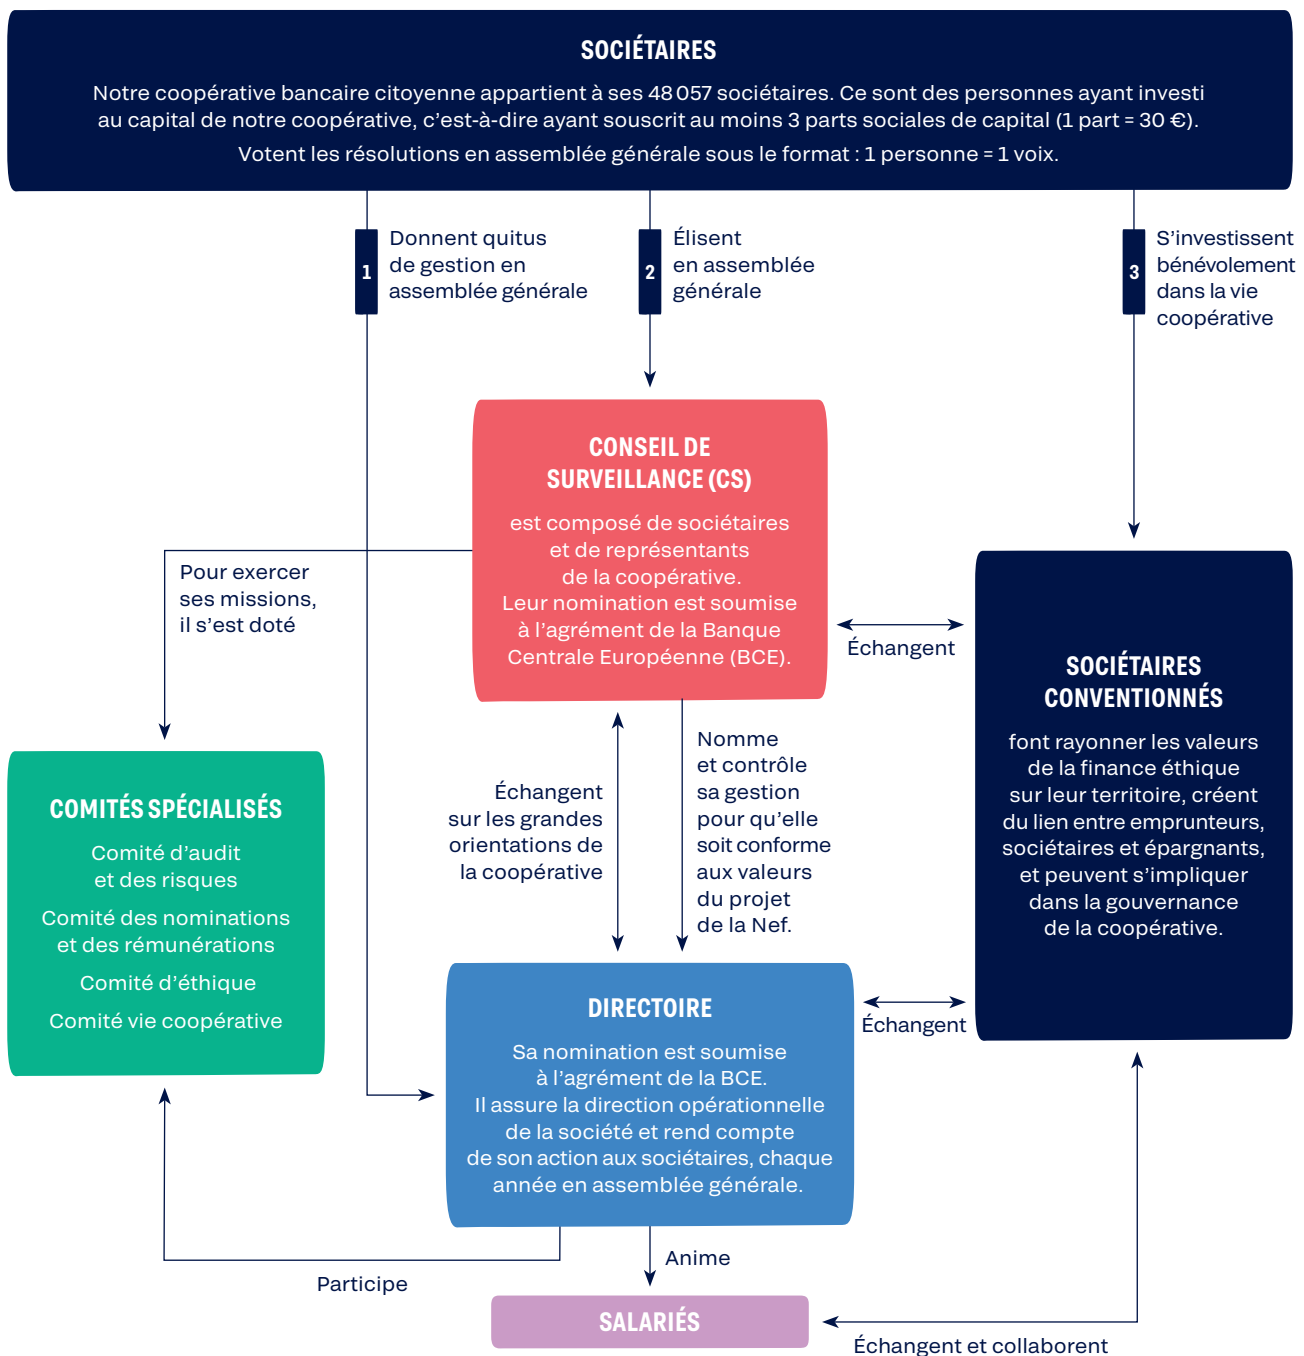 SOCIÉTAIRES
Notre coopérative bancaire citoyenne appartient à ses 48 057 sociétaires. Ce sont des personnes ayant investi
au capital de notre coopérative, c’est-à-dire ayant souscrit au moins 3 parts sociales de capital (1 part = 30 €).
Votent les résolutions en assemblée générale sous le format : 1 personne = 1 voix.
1
Donnent quitus
de gestion en
assemblée générale
2
Élisent
en assemblée
générale
3
S’investissent
bénévolement
dans la vie
coopérative
CONSEIL DE
SURVEILLANCE (CS)
est composé de sociétaires
et de représentants
de la coopérative.
Leur nomination est soumise
à l’agrément de la Banque
Centrale Européenne (BCE).
Pour exercer
ses missions,
il s’est doté
Échangent
SOCIÉTAIRES
CONVENTIONNÉS
font rayonner les valeurs
de la finance éthique
sur leur territoire, créent
du lien entre emprunteurs,
sociétaires et épargnants,
et peuvent s’impliquer
dans la gouvernance
de la coopérative.
COMITÉS SPÉCIALISÉS
Comité d’audit
et des risques
Comité des nominations
et des rémunérations
Comité d’éthique
Comité vie coopérative
Échangent
sur les grandes
orientations de
la coopérative
Nomme
et contrôle
sa gestion
pour qu’elle
soit conforme
aux valeurs
du projet
de la Nef.
DIRECTOIRE
Sa nomination est soumise
à l’agrément de la BCE.
Il assure la direction opérationnelle
de la société et rend compte
de son action aux sociétaires, chaque
année en assemblée générale.
Échangent
Participe
Anime
SALARIÉS
Échangent et collaborent